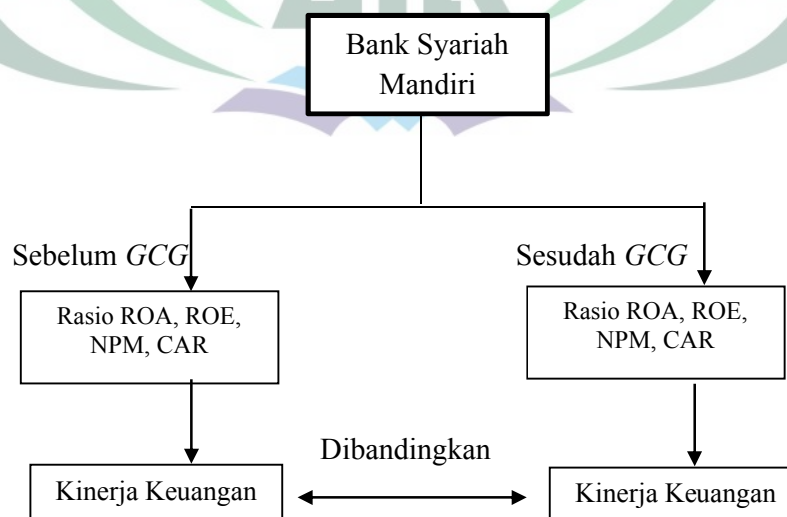 Bank Syariah
Mandiri
Sebelum GCG
Sesudah GCG
Rasio ROA, ROE,
NPM, CAR
Rasio ROA, ROE,
NPM, CAR
Dibandingkan
Kinerja Keuangan
Kinerja Keuangan